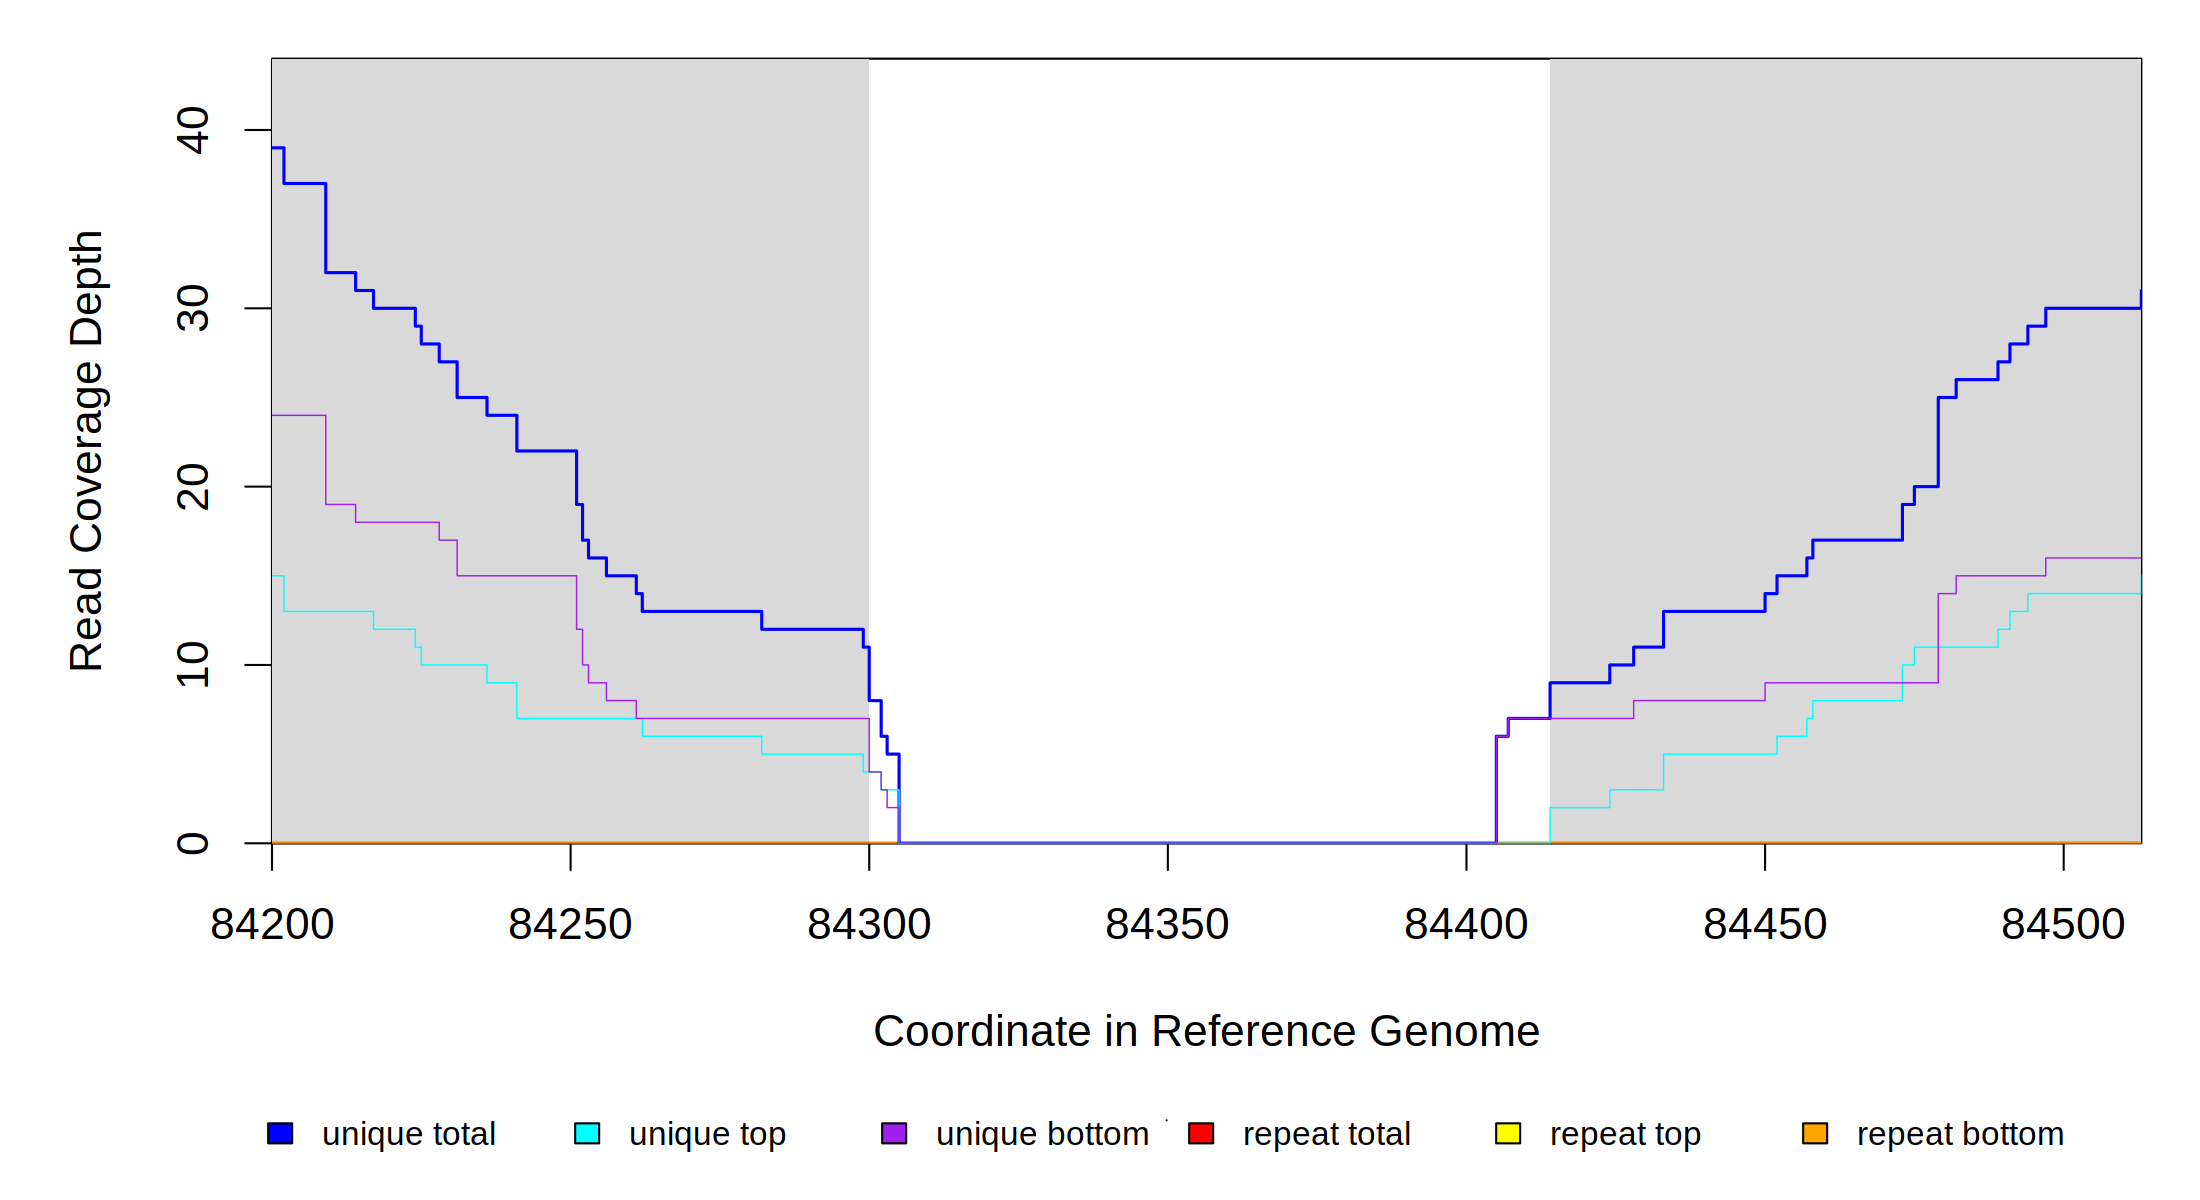 40
30
20
10
0
Read Coverage Depth
84200 84250 84300 84350 84400 84450 84500
Coordinate in Reference Genome
unique total unique top unique bottom repeat total repeat top repeat bottom